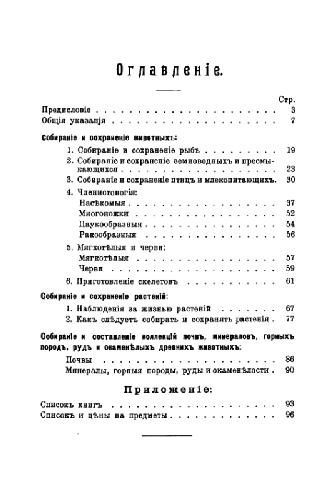 Оглавленіе.
Стр.
Предисловіе . . . . . . . . . . . . . . . 3
Общія указанія . . . . . . . . . . . . . . 7
Собираніе и сохраненіе животныхъ:
1. Собираніе и сохраненіе рыбъ . . . . . . . . 19
2. Собираніе и сохраненіе земноводныхъ и пресмы-
кающихся . . . . . . . . . . . . . . 23
3. Собираніе и сохраненіе птицъ и млекопитающихъ. 30
4. Членистоногія:
Насѣкомыя . . . . . . . . . . . . . 37
Многоножки . . . . . . . . . . . . . 52
Паукообразныя . . . . . . . . . . . . 54
Ракообразныя . . . . . . . . . . . . 56
5. Мягкотѣлыя и черви:
Мягкотѣлыя . . . . . . . . . . . . . 57
Черви . . . . . . . . . . . . . . . 59
6. Приготовленіе скелетовъ . . . . . . . . . 61
Собираніе и сохраненіе растеній:
1. Наблюденія за жизнью растеній . . . . . . . 67
2. Какъ слѣдуетъ собирать и сохранять растенія . . 77
Собираніе и составленіе коллекцій почвъ, минераловъ, горныхъ
породъ, рудъ и окаменѣлыхъ древнихъ животныхъ:
Почвы . . . . . . . . . . . . . . . 86
Минералы, горныя породы, руды и окаменѣлости . . 90
Приложеніе:
Списокъ книгъ . . . . . . . . . . . . . . 93
Списокъ и цѣны на предметы . . . . . . . . . . 96